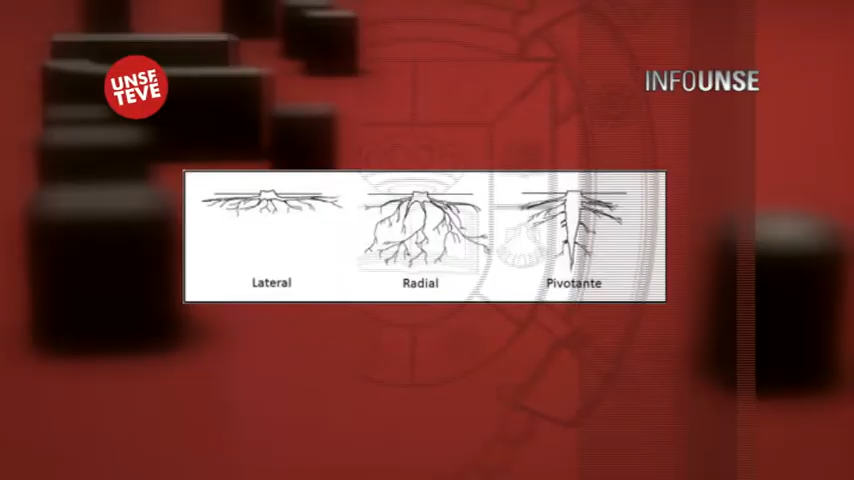 UNSE
TEVE
INFOUNSE
Lateral
Radial
Pivotante